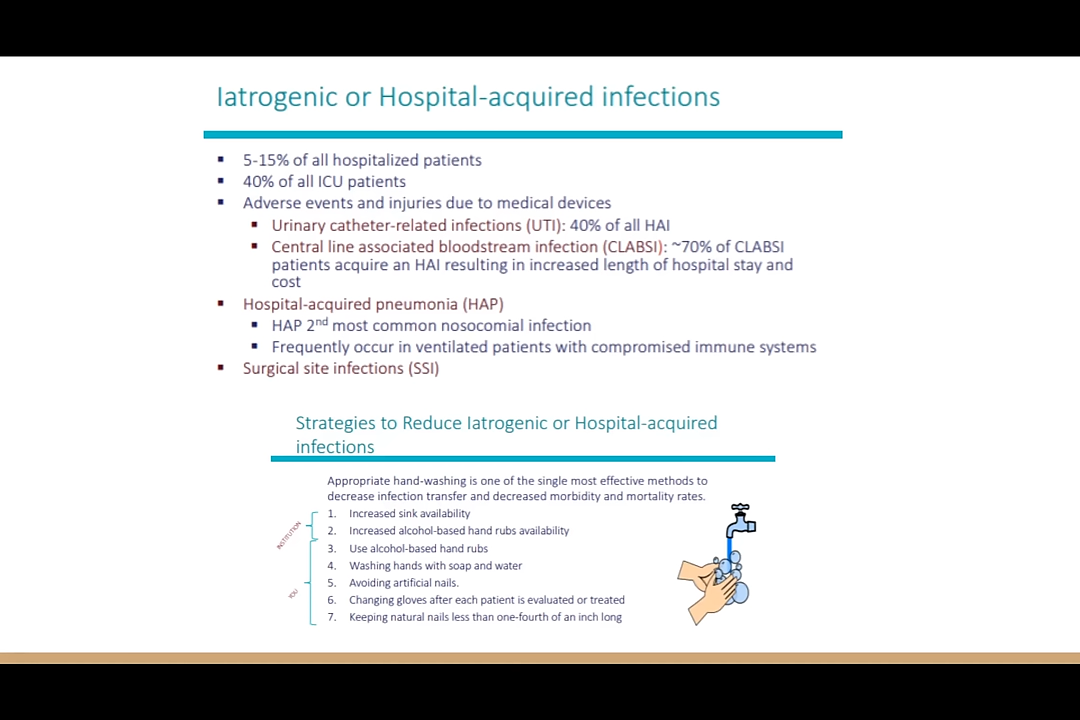 Iatrogenic or Hospital-acquired infections
▪ 5-15% of all hospitalized patients
▪ 40% of all ICU patients
▪ Adverse events and injuries due to medical devices
▪ Urinary catheter-related infections (UTI): 40% of all HAI
▪ Central line associated bloodstream infection (CLABSI): ~70% of CLABSI
patients acquire an HAI resulting in increased length of hospital stay and
cost
▪ Hospital-acquired pneumonia (HAP)
▪ HAP 2nd most common nosocomial infection
▪ Frequently occur in ventilated patients with compromised immune systems
▪ Surgical site infections (SSI)
Strategies to Reduce Iatrogenic or Hospital-acquired
infections
Appropriate hand-washing is one of the single most effective methods to
decrease infection transfer and decreased morbidity and mortality rates.
INSTITUTION
1. Increased sink availability
2. Increased alcohol-based hand rubs availability
YOU
3. Use alcohol-based hand rubs
4. Washing hands with soap and water
5. Avoiding artificial nails.
6. Changing gloves after each patient is evaluated or treated
7. Keeping natural nails less than one-fourth of an inch long